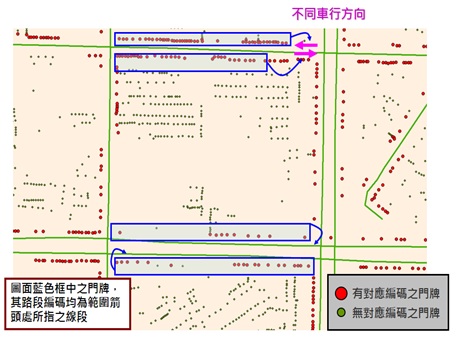 不同車行方向
圖面藍色框中之門牌，
其路段編碼均為範圍箭
頭處所指之線段
有對應編碼之門牌
無對應編碼之門牌